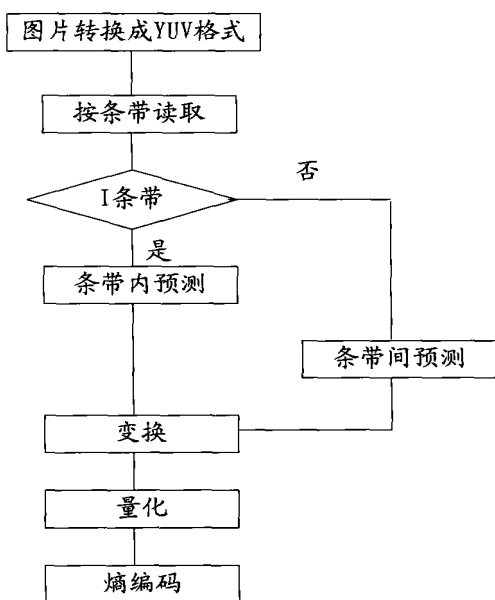 图片转换成YUV格式
按条带读取
I条带
否
是
条带内预测
条带间预测
变换
量化
熵编码